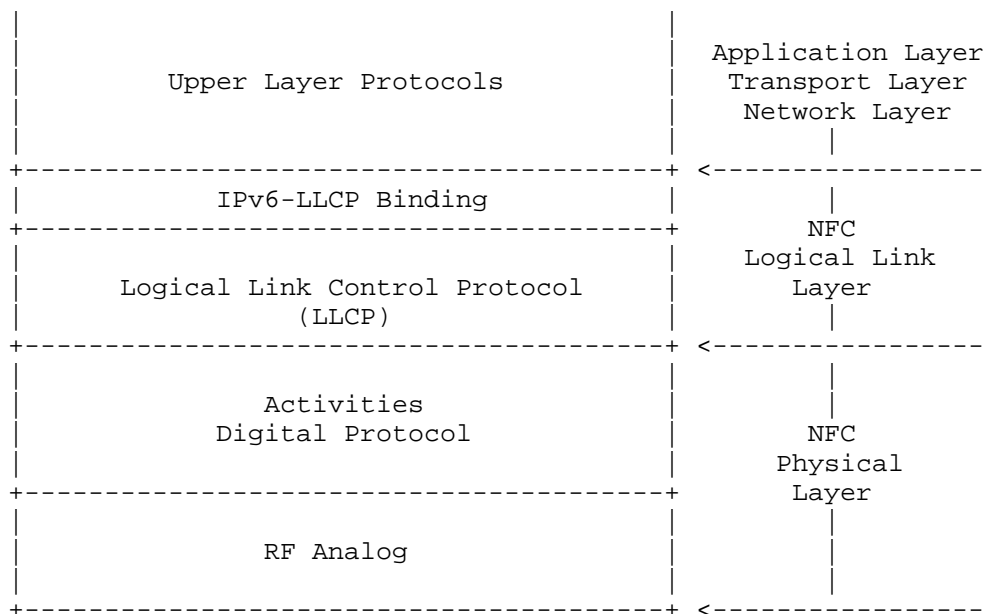 Application Layer
Upper Layer Protocols Transport Layer
Network Layer
IPv6-LLCP Binding
NFC
Logical Link
Logical Link Control Protocol Layer
(LLCP)
Activities
Digital Protocol NFC
Physical
Layer
RF Analog